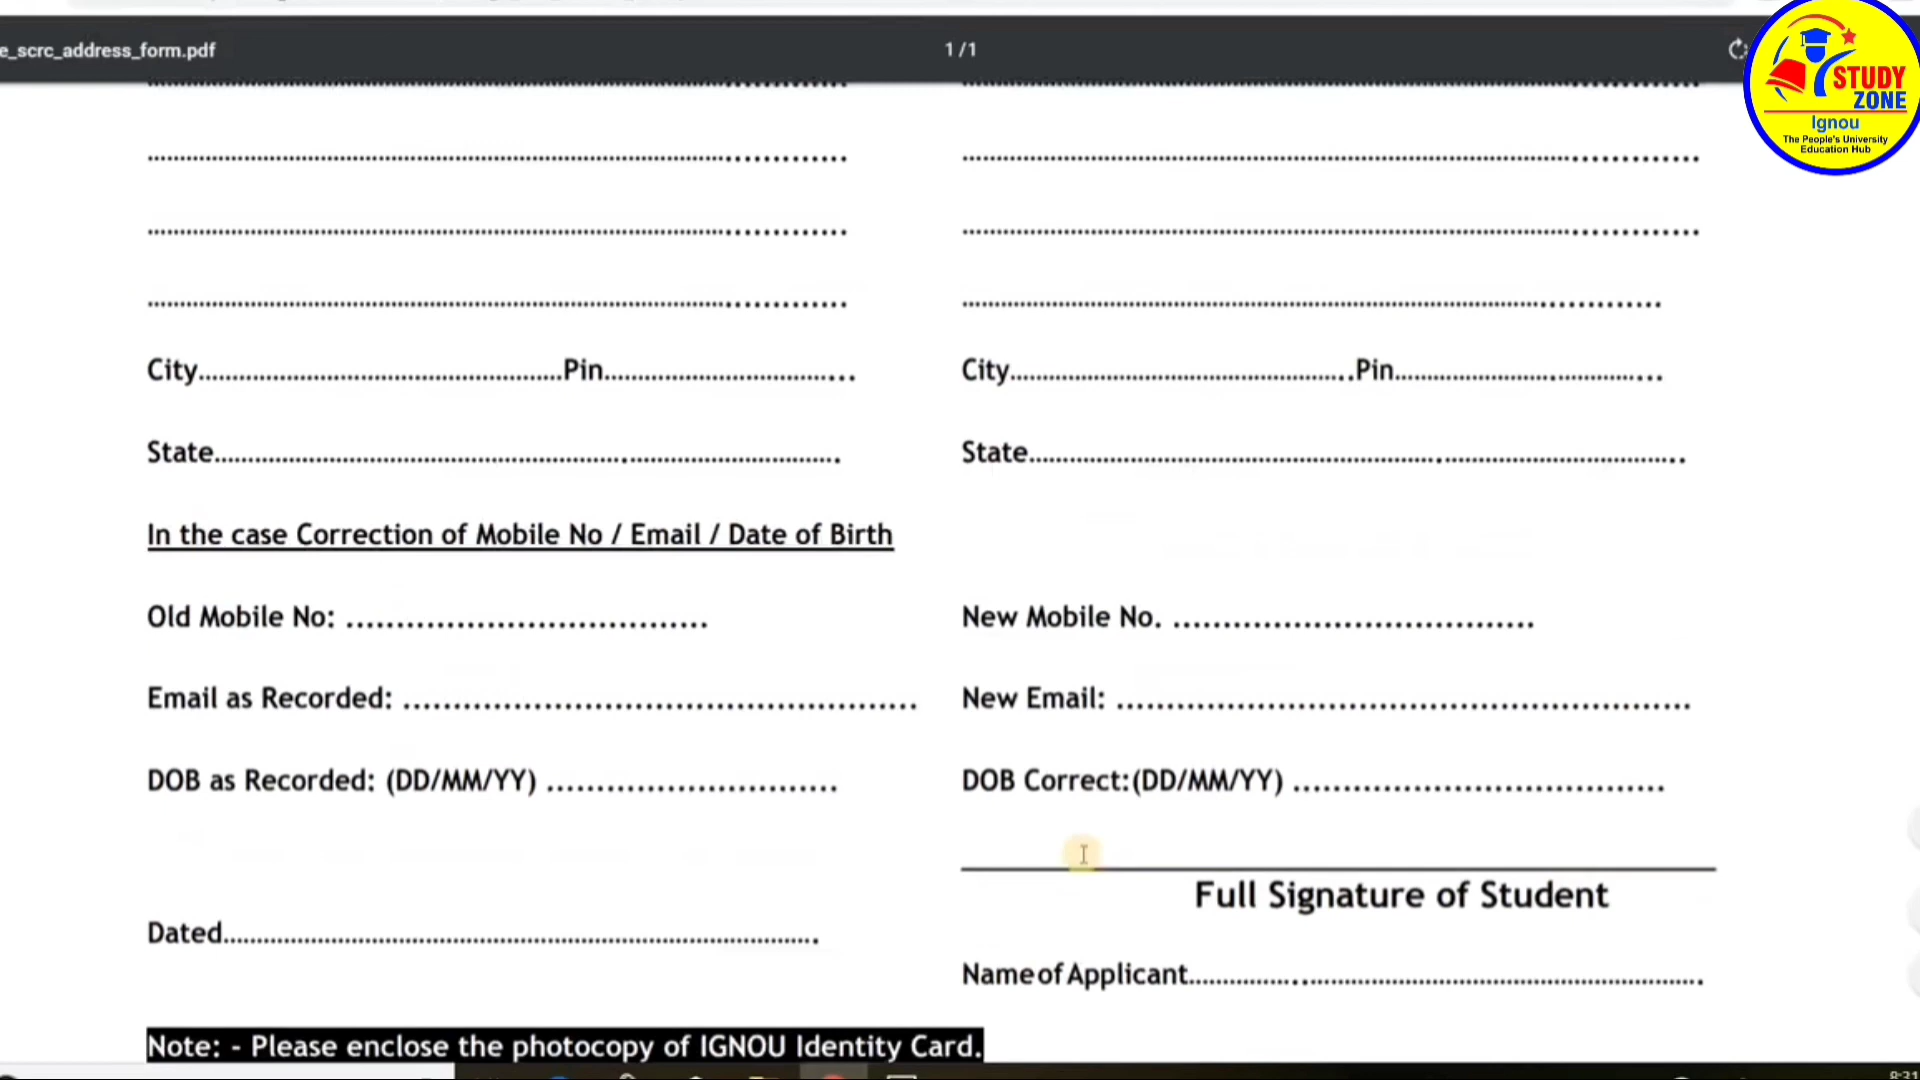 e_scrc_address_form.pdf
1 / 1
STUDY
ZONE
Ignou
The People's University
Education Hub
................................................................................ ................................................................................
................................................................................ ................................................................................
................................................................................ ................................................................................
City..........................................Pin.............................. City..........................................Pin..............................
State...................................................................... State......................................................................
In the case Correction of Mobile No / Email / Date of Birth
Old Mobile No: .................................... New Mobile No. ....................................
Email as Recorded: ................................................... New Email: .........................................................
DOB as Recorded: (DD/MM/YY) ............................. DOB Correct:(DD/MM/YY) .....................................
Full Signature of Student
Dated......................................................................
Name of Applicant............................................................
Note: - Please enclose the photocopy of IGNOU Identity Card.